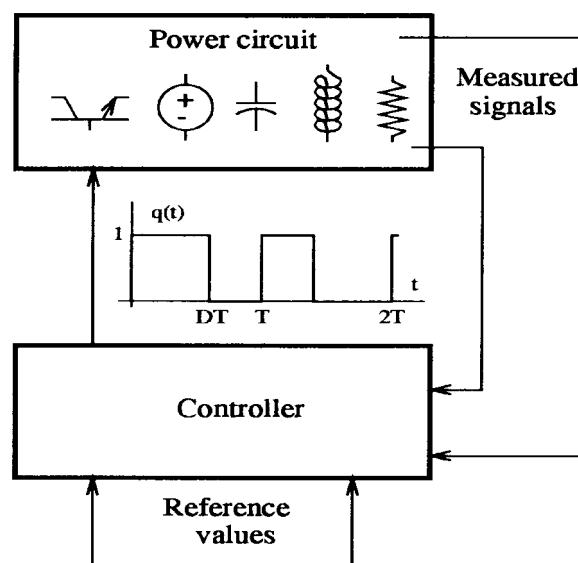 Power circuit
+
-
Measured
signals
q(t)
1
t
DT
T
2T
Controller
Reference
values